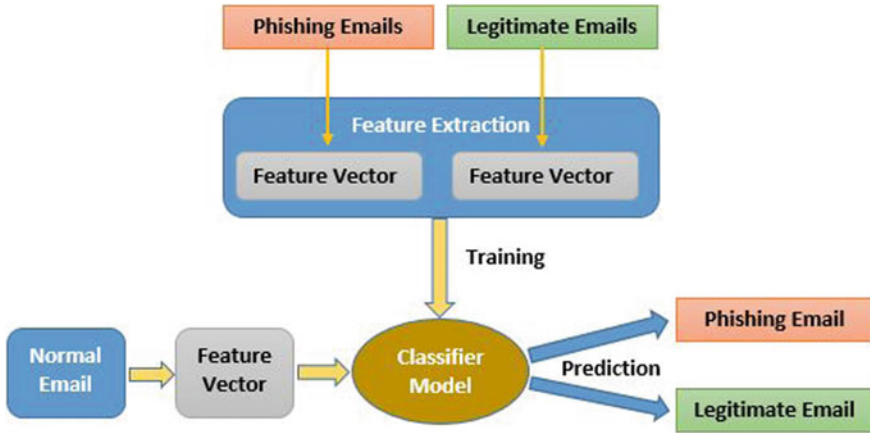 Phishing Emails
Legitimate Emails
Feature Extraction
Feature Vector
Feature Vector
Training
Normal
Email
Feature
Vector
Classifier
Model
Prediction
Phishing Email
Legitimate Email